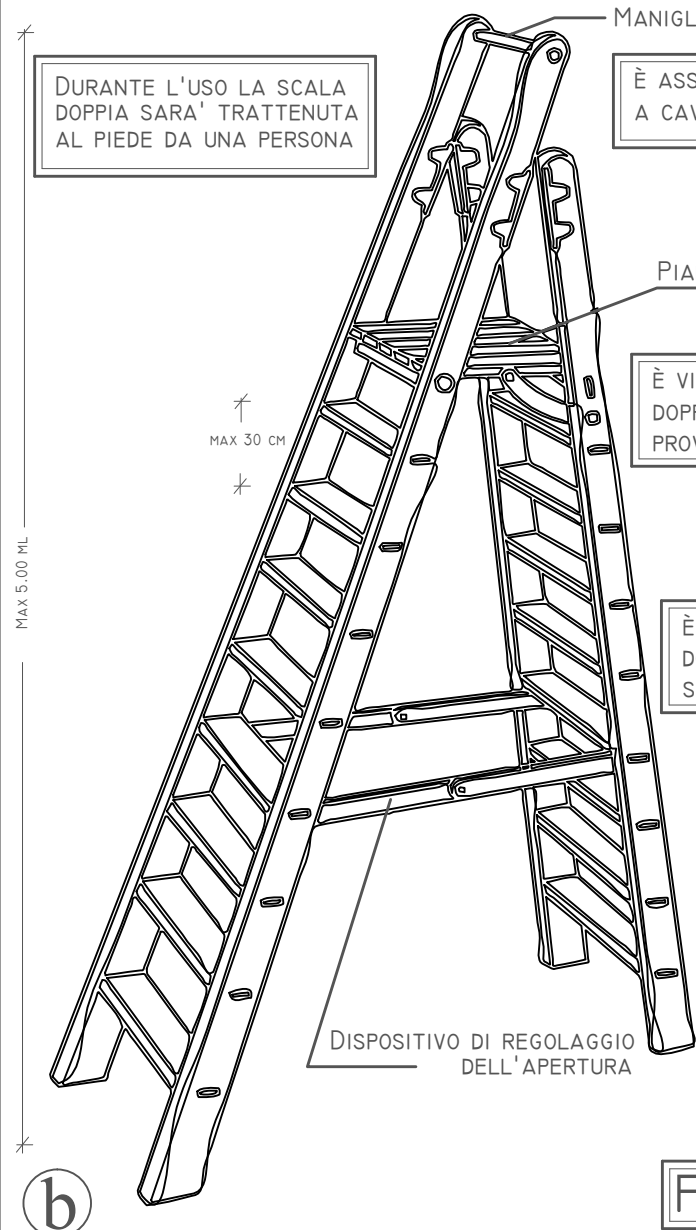 MANIGL
DURANTE L'USO LA SCALA
DOPPIA SARA' TRATTENUTA
AL PIEDE DA UNA PERSONA
È ASS
A CAV
PIA
È VI
DOPP
PROV
MAX 30 CM
MAX 5.00 ML
È
D
S
DISPOSITIVO DI REGOLAGGIO
DELL'APERTURA
b
F